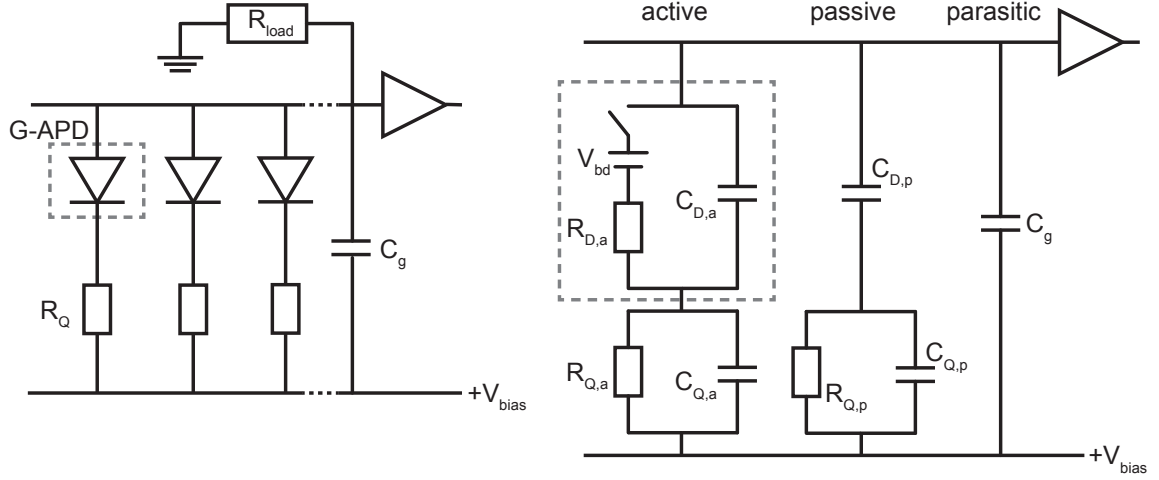 R_load
G-APD
R_Q
C_g
+V_bias
active passive parasitic
V_bd
R_D,a
C_D,a
C_D,p
C_g
R_Q,a
C_Q,a
R_Q,p
C_Q,p
+V_bias